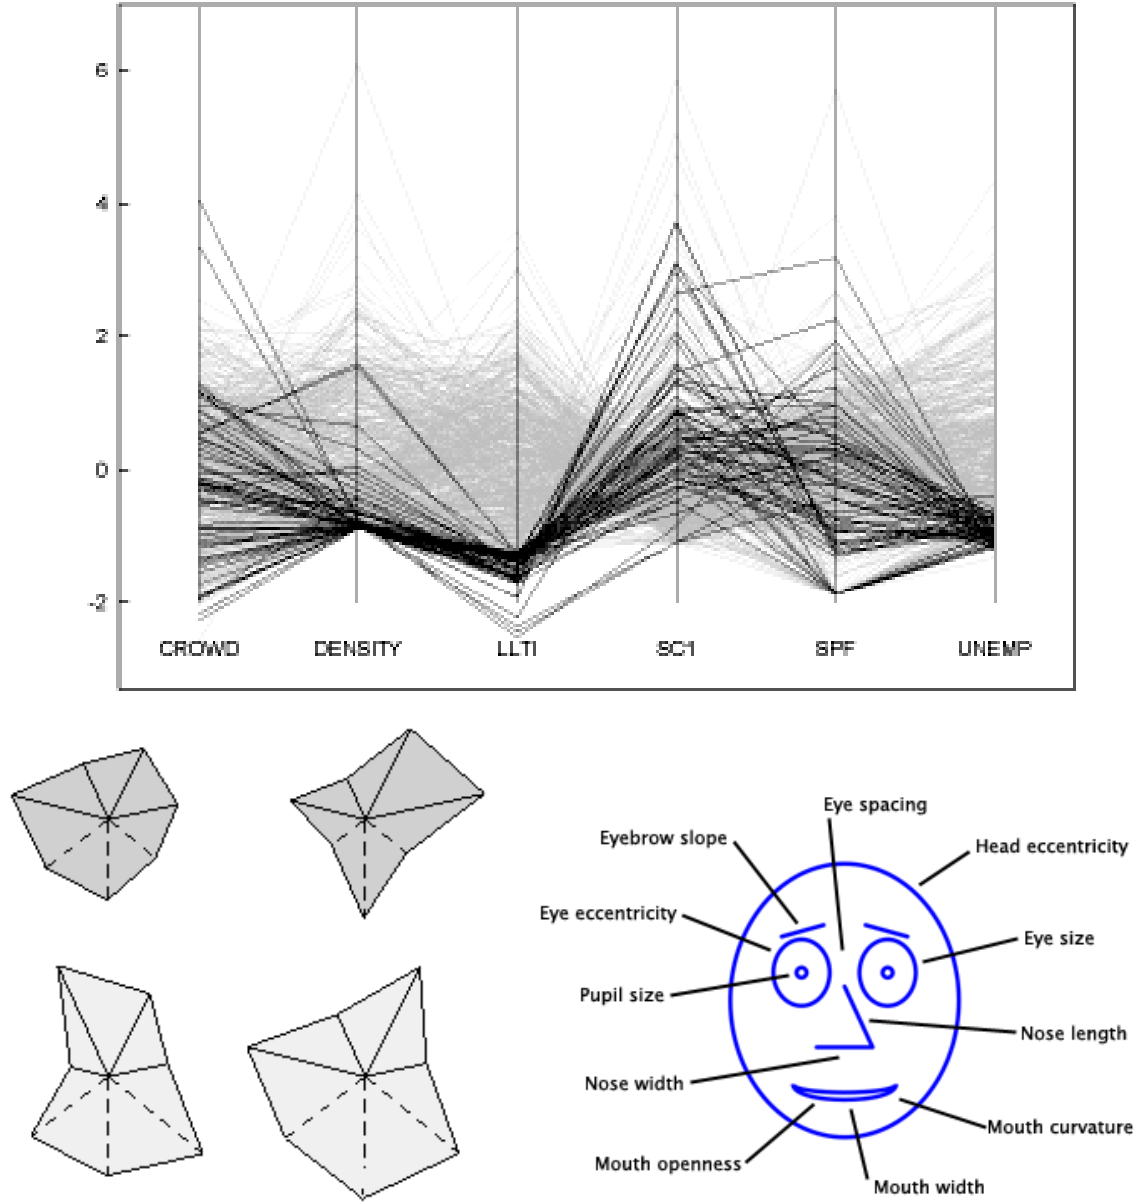 6
4
2
0
-2
CROWD DENSITY LLTI SC1 SPF UNEMP
Eye spacing
Eyebrow slope
Head eccentricity
Eye eccentricity
Eye size
Pupil size
Nose length
Nose width
Mouth curvature
Mouth openness
Mouth width